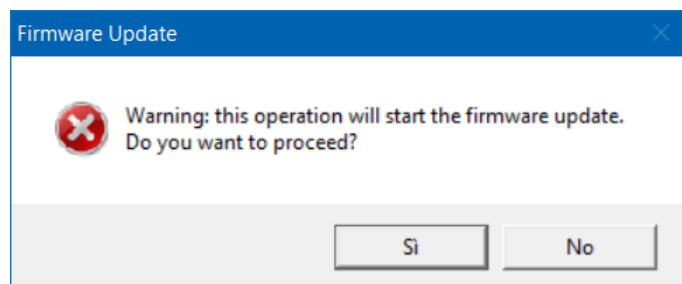 Firmware Update
Warning: this operation will start the firmware update.
Do you want to proceed?
Sì
No